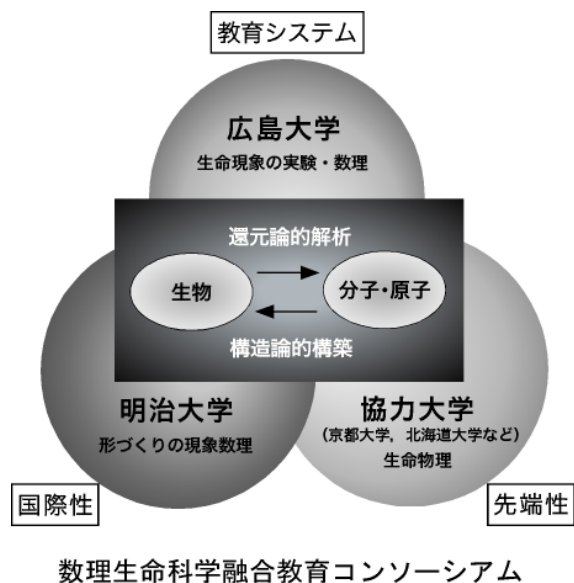 教育システム
広島大学
生命現象の実験・数理
還元論的解析
生物
分子・原子
構造論的構築
明治大学
形づくりの現象数理
協力大学
（京都大学，北海道大学など）
生命物理
国際性
先端性
数理生命科学融合教育コンソーシアム